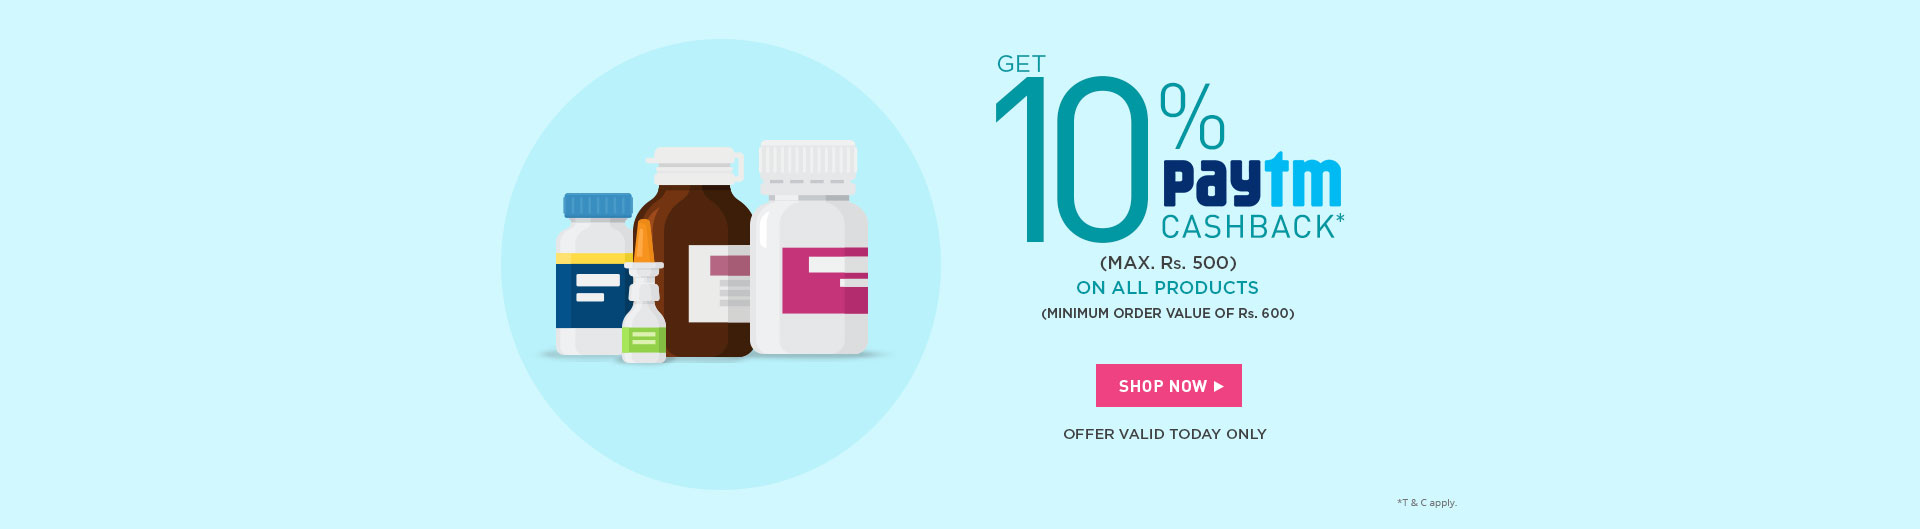 GET
10%
paytm
CASHBACK*
(MAX. Rs. 500)
ON ALL PRODUCTS
(MINIMUM ORDER VALUE OF Rs. 600)
SHOP NOW ▶
OFFER VALID TODAY ONLY
*T & C apply.